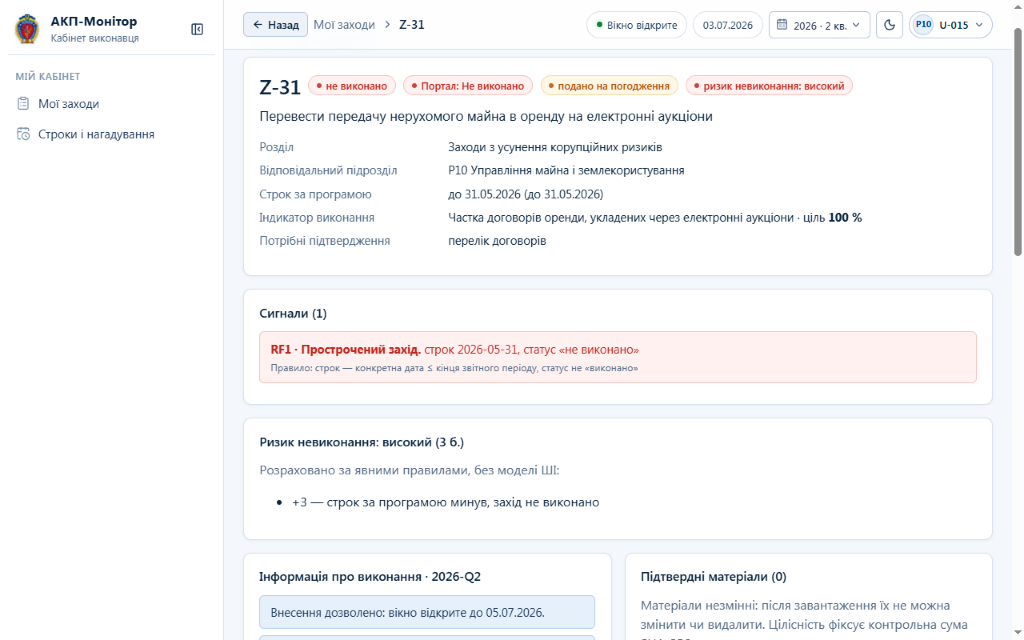 АКП-Монітор
Кабінет виконавця
МІЙ КАБІНЕТ
Мої заходи
Строки і нагадування
← Назад Мої заходи > Z-31
Вікно відкрите
03.07.2026
2026 · 2 кв.
P10 U-015
Z-31 не виконано Портал: Не виконано подано на погодження ризик невиконання: високий
Перевести передачу нерухомого майна в оренду на електронні аукціони
Розділ Заходи з усунення корупційних ризиків
Відповідальний підрозділ P10 Управління майна і землекористування
Строк за програмою до 31.05.2026 (до 31.05.2026)
Індикатор виконання Частка договорів оренди, укладених через електронні аукціони · ціль 100 %
Потрібні підтвердження перелік договорів
Сигнали (1)
RF1 · Прострочений захід. строк 2026-05-31, статус «не виконано»
Правило: строк — конкретна дата ≤ кінця звітного періоду, статус не «виконано»
Ризик невиконання: високий (3 б.)
Розраховано за явними правилами, без моделі ШІ:
• +3 — строк за програмою минув, захід не виконано
Інформація про виконання · 2026-Q2
Внесення дозволено: вікно відкрите до 05.07.2026.
Підтвердні матеріали (0)
Матеріали незмінні: після завантаження їх не можна
змінити чи видалити. Цілісність фіксує контрольна сума